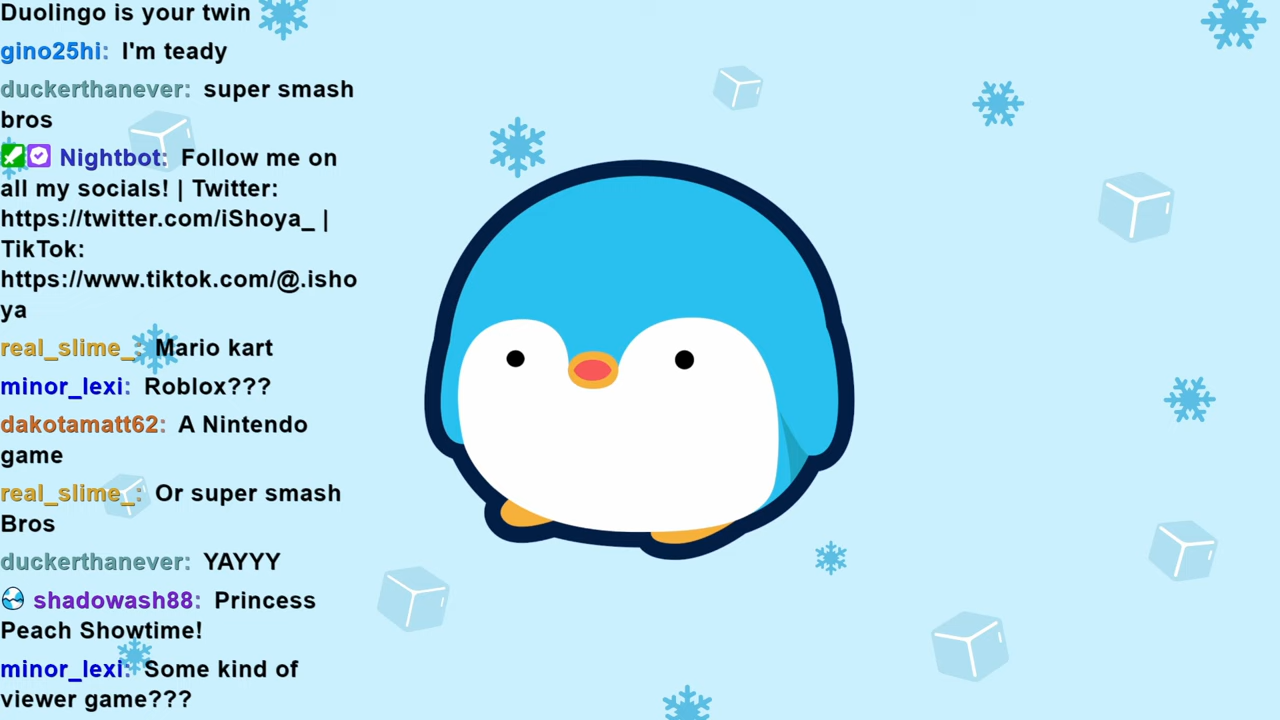 Duolingo is your twin
gino25hi: I'm teady
duckerthanever: super smash
bros
Nightbot: Follow me on
all my socials! | Twitter:
https://twitter.com/iShoya_ |
TikTok:
https://www.tiktok.com/@.isho
ya
real_slime_: Mario kart
minor_lexi: Roblox???
dakotamatt62: A Nintendo
game
real_slime_: Or super smash
Bros
duckerthanever: YAYYY
shadowash88: Princess
Peach Showtime!
minor_lexi: Some kind of
viewer game???